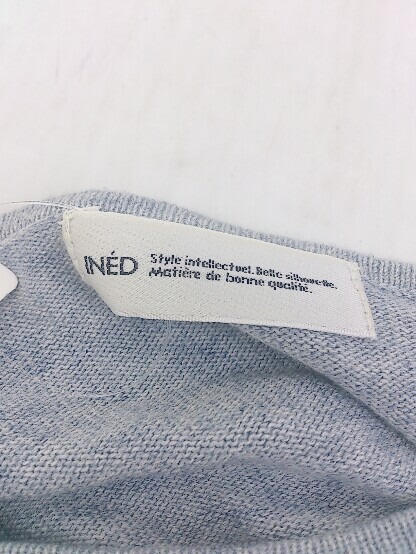 INÉD
Style intellectuel. Belle silhouette.
Matière de bonne qualité.